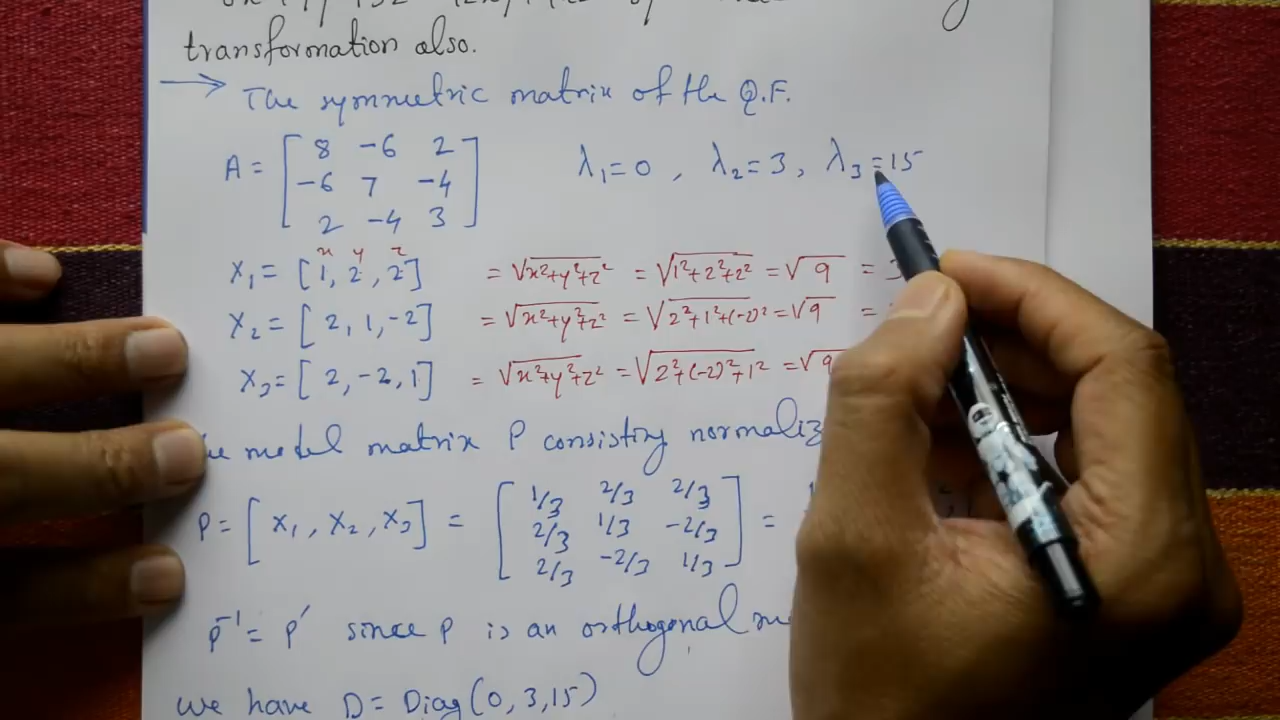 transformation also.
→ The symmetric matrix of the Q.F.
A = [ 8 -6 2
-6 7 -4
2 -4 3 ]
λ₁=0 , λ₂=3, λ₃=15
x y z
X₁ = [1, 2, 2] = √x²+y²+z² = √1²+2²+2² = √9 = 3
X₂ = [2, 1, -2] = √x²+y²+z² = √2²+1²+(-2)² = √9 =
X₃ = [2, -2, 1] = √x²+y²+z² = √2²+(-2)²+1² = √9
model matrix P consisting
P = [X₁, X₂, X₃] = [ 1/3 2/3 2/3
2/3 1/3 -2/3
2/3 -2/3 1/3 ] =
P⁻¹ = P′ since P is an orthogonal
We have D = Diag(0, 3, 15)